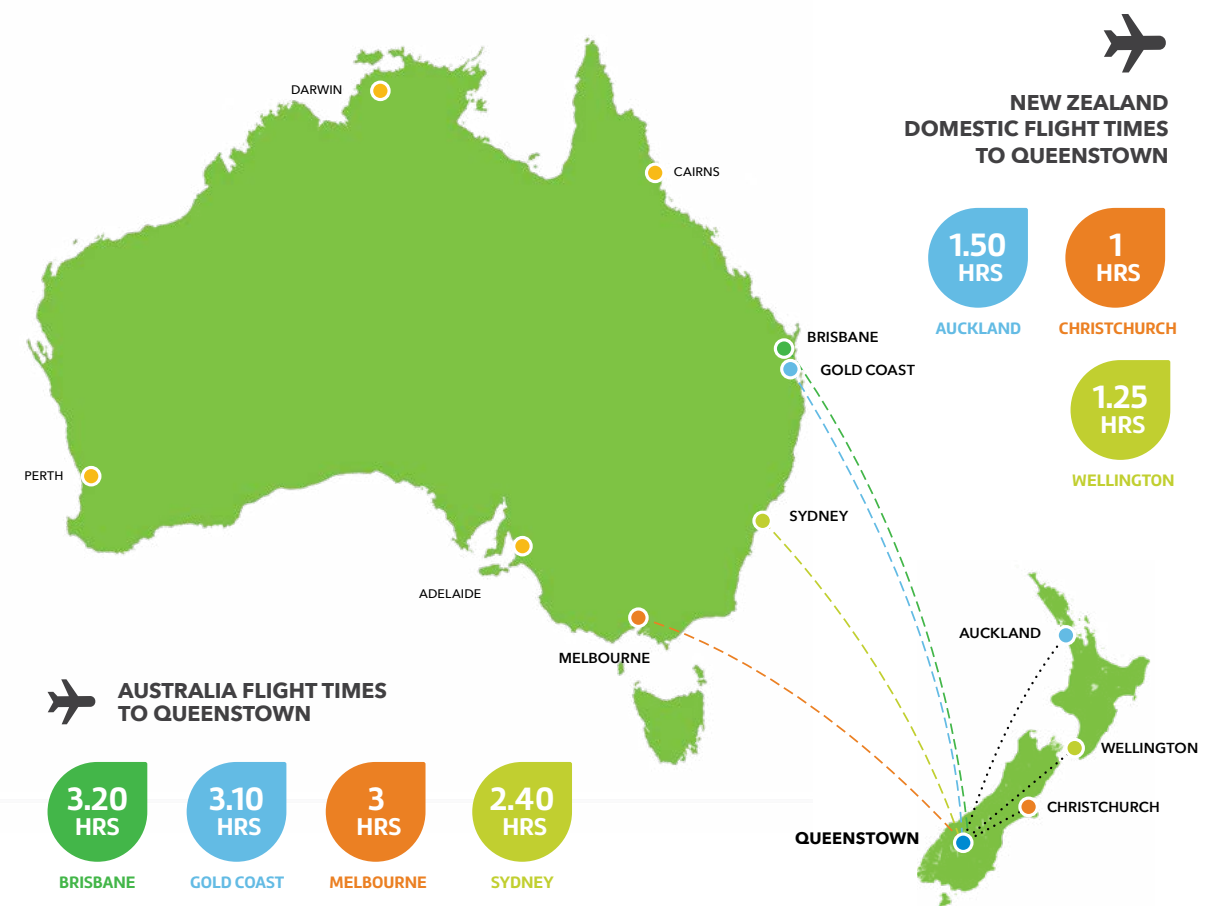 NEW ZEALAND
DOMESTIC FLIGHT TIMES
TO QUEENSTOWN
1.50
HRS
AUCKLAND
1
HRS
CHRISTCHURCH
1.25
HRS
WELLINGTON
DARWIN
CAIRNS
BRISBANE
GOLD COAST
PERTH
SYDNEY
ADELAIDE
MELBOURNE
AUCKLAND
WELLINGTON
CHRISTCHURCH
QUEENSTOWN
AUSTRALIA FLIGHT TIMES
TO QUEENSTOWN
3.20
HRS
BRISBANE
3.10
HRS
GOLD COAST
3
HRS
MELBOURNE
2.40
HRS
SYDNEY